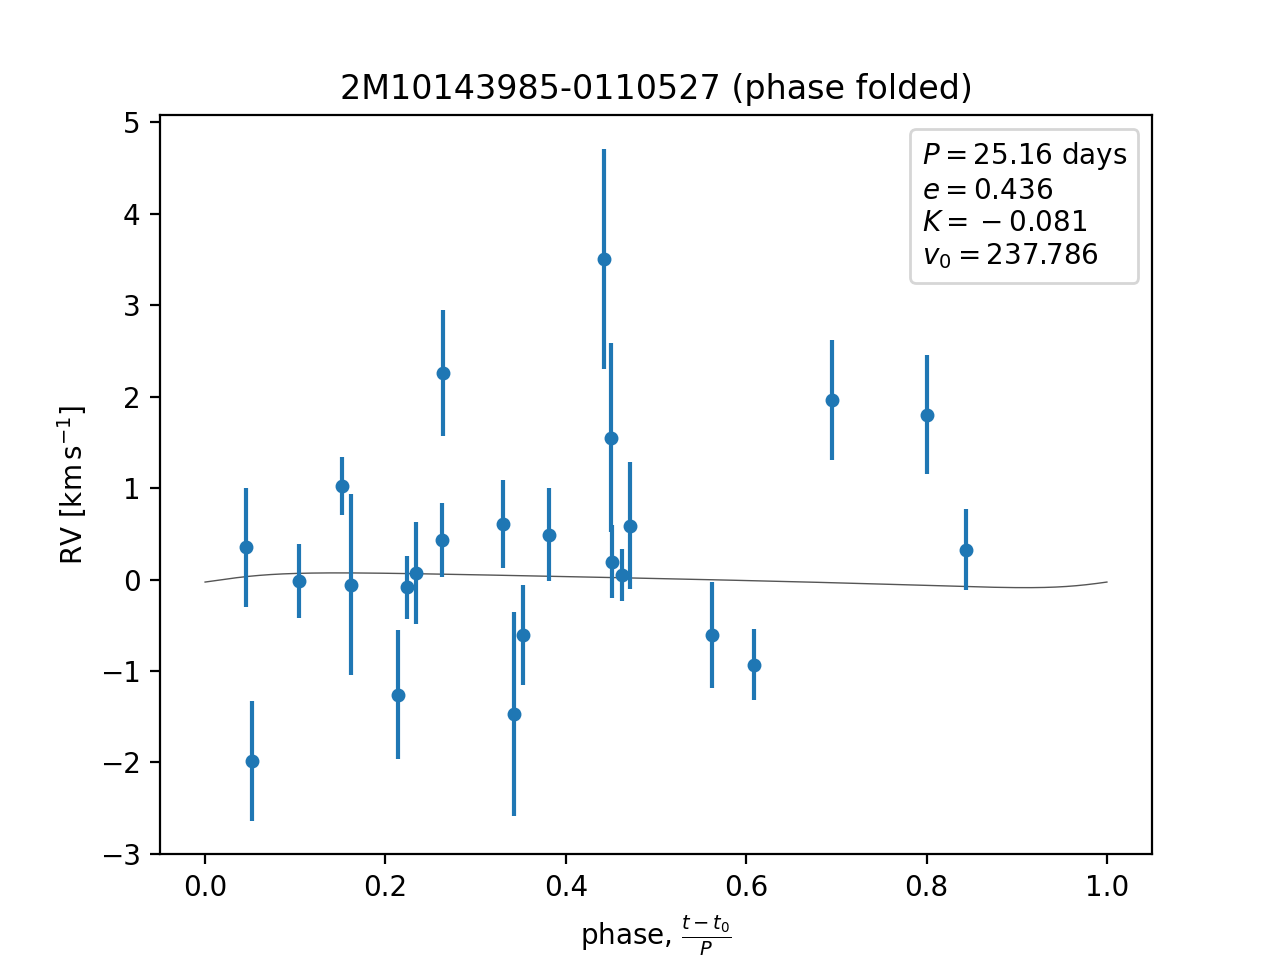 2M10143985-0110527 (phase folded)
P = 25.16 days
e = 0.436
K = −0.081
v₀ = 237.786
RV [km s⁻¹]
5
4
3
2
1
0
−1
−2
−3
0.0 0.2 0.4 0.6 0.8 1.0
phase, (t − t₀)/P